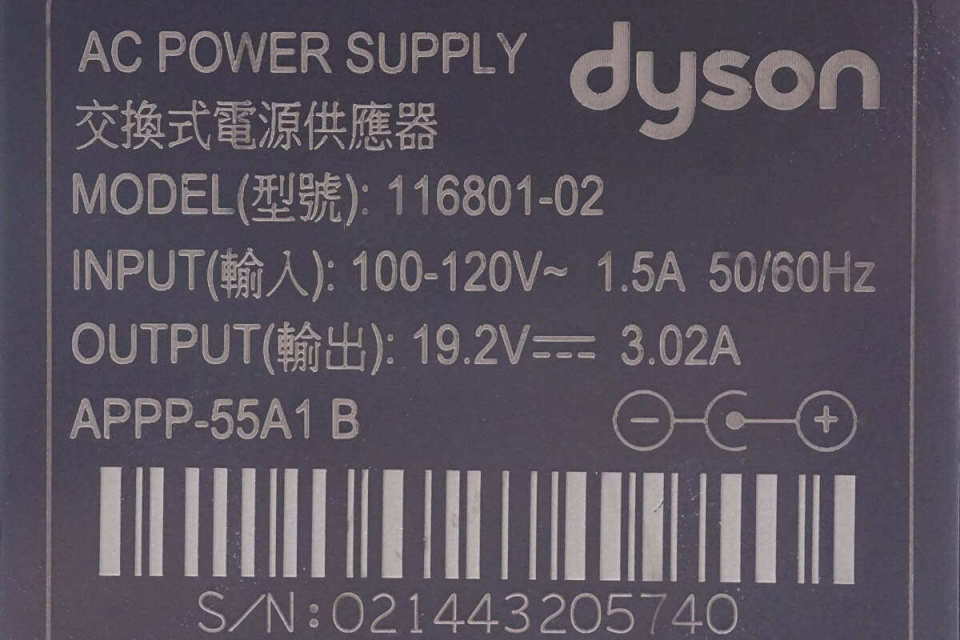 AC POWER SUPPLY
dyson
交換式電源供應器
MODEL(型號): 116801-02
INPUT(輸入): 100-120V~ 1.5A 50/60Hz
OUTPUT(輸出): 19.2V⎓ 3.02A
APPP-55A1 B
S/N:021443205740